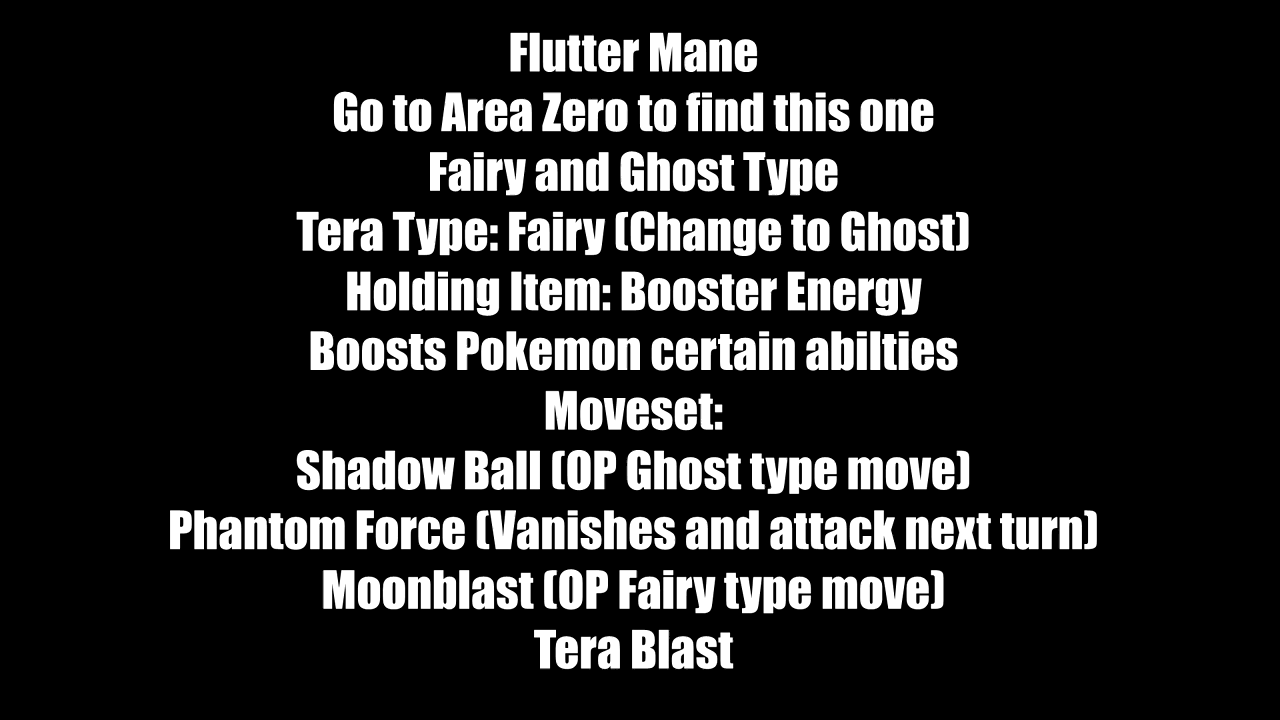 Flutter Mane
Go to Area Zero to find this one
Fairy and Ghost Type
Tera Type: Fairy (Change to Ghost)
Holding Item: Booster Energy
Boosts Pokemon certain abilties
Moveset:
Shadow Ball (OP Ghost type move)
Phantom Force (Vanishes and attack next turn)
Moonblast (OP Fairy type move)
Tera Blast